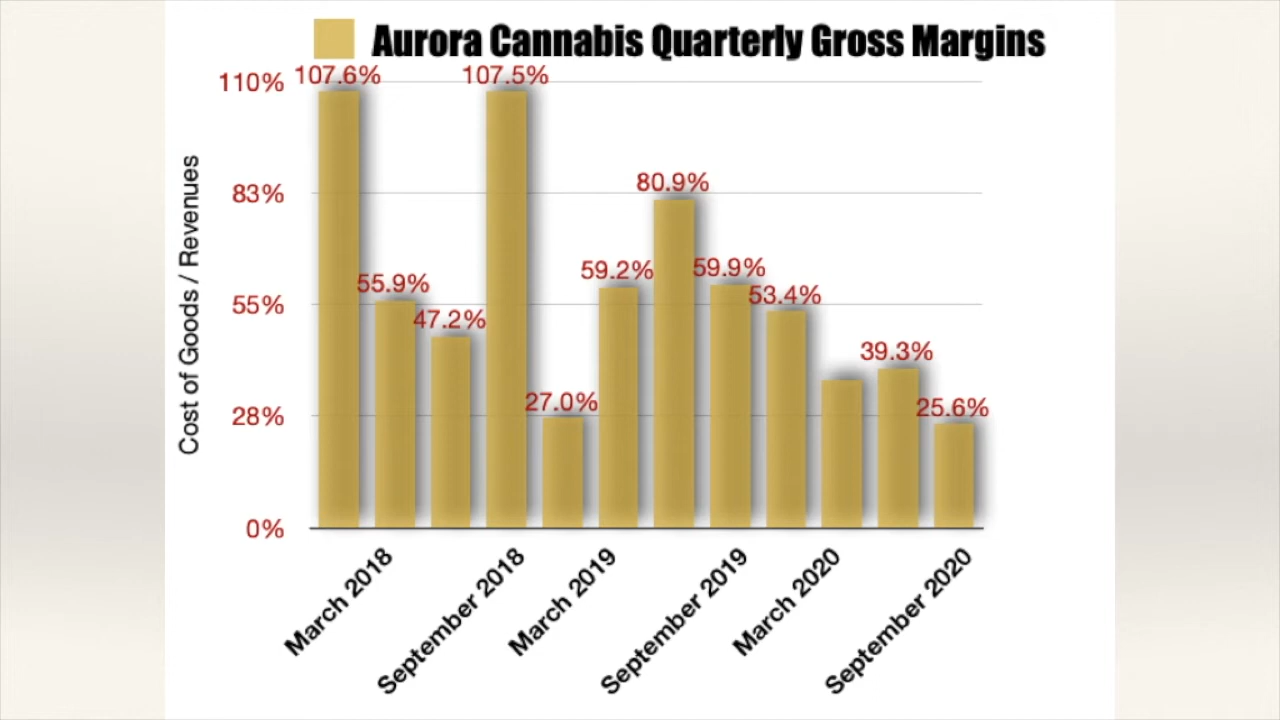 Aurora Cannabis Quarterly Gross Margins
Cost of Goods / Revenues
110%
83%
55%
28%
0%
107.6%
55.9%
47.2%
107.5%
27.0%
59.2%
80.9%
59.9%
53.4%
39.3%
25.6%
March 2018
September 2018
March 2019
September 2019
March 2020
September 2020